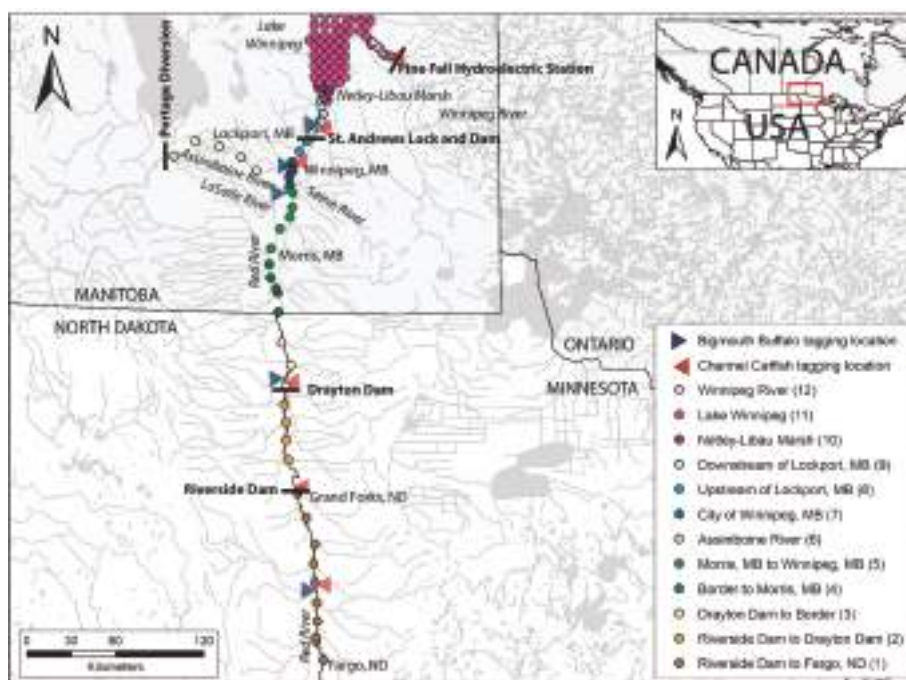 N
Lake
Winnipeg
Pine Fall Hydroelectric Station
Portage Diversion
Netley-Libau Marsh
Winnipeg River
Lockport, MB
St. Andrews Lock and Dam
Assiniboine River
Winnipeg, MB
LaSalle River
Seine River
Red River
Morris, MB
MANITOBA
NORTH DAKOTA
ONTARIO
MINNESOTA
Drayton Dam
Riverside Dam
Grand Forks, ND
Red River
Fargo, ND
0 30 60 120
Kilometers
CANADA
USA
N
Bigmouth Buffalo tagging location
Channel Catfish tagging location
Winnipeg River (12)
Lake Winnipeg (11)
Netley-Libau Marsh (10)
Downstream of Lockport, MB (9)
Upstream of Lockport, MB (8)
City of Winnipeg, MB (7)
Assiniboine River (6)
Morris, MB to Winnipeg, MB (5)
Border to Morris, MB (4)
Drayton Dam to Border (3)
Riverside Dam to Drayton Dam (2)
Riverside Dam to Fargo, ND (1)